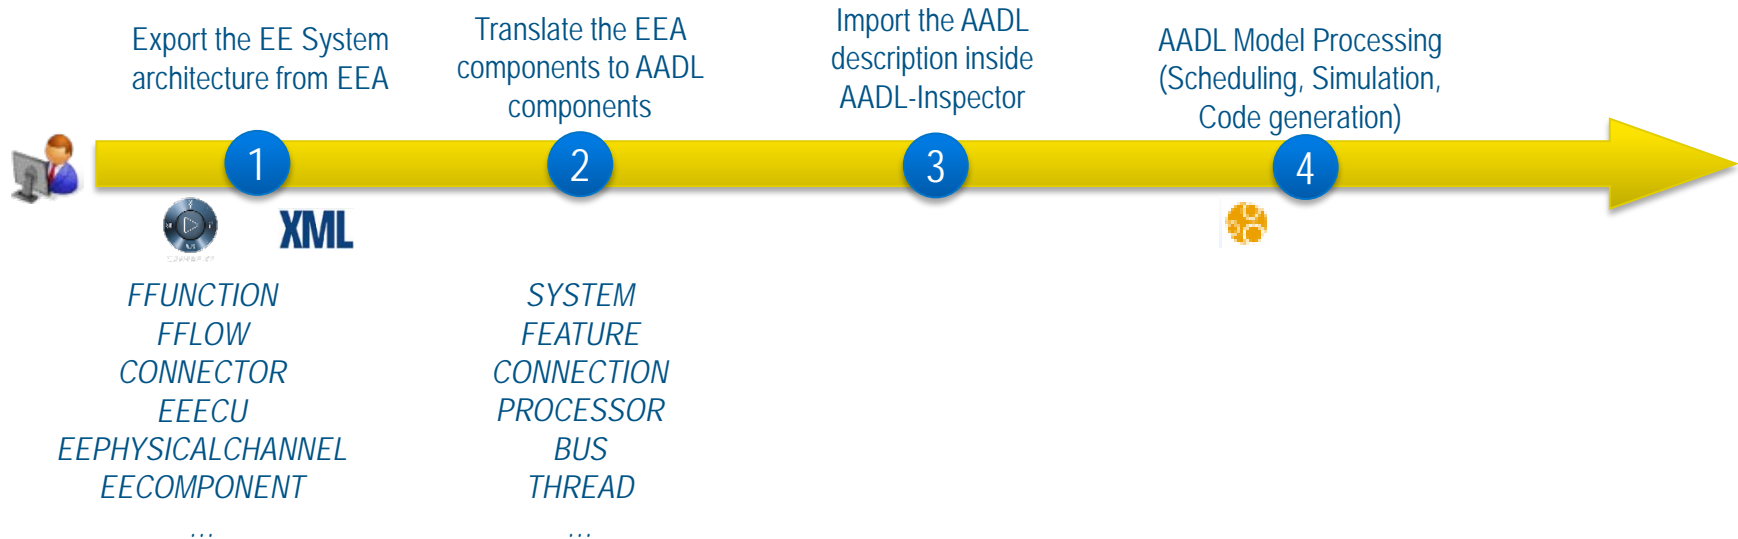 Export the EE System
architecture from EEA
Translate the EEA
components to AADL
components
Import the AADL
description inside
AADL-Inspector
AADL Model Processing
(Scheduling, Simulation,
Code generation)
1
2
3
4
XML
FFUNCTION
FFLOW
CONNECTOR
EEECU
EEPHYSICALCHANNEL
EECOMPONENT
...
SYSTEM
FEATURE
CONNECTION
PROCESSOR
BUS
THREAD
...